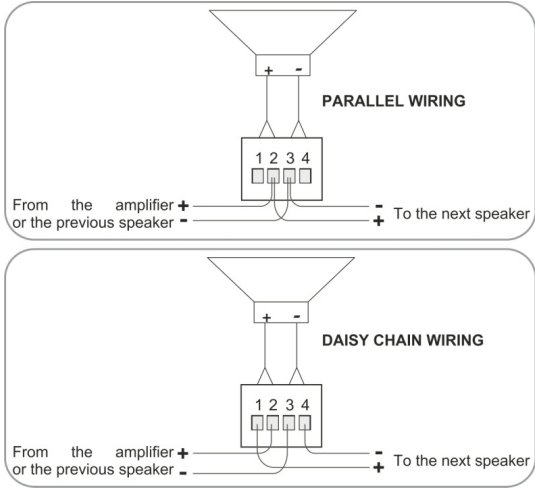 + -
PARALLEL WIRING
1 2 3 4
From the amplifier +
or the previous speaker -
-
+ To the next speaker
+ -
DAISY CHAIN WIRING
1 2 3 4
From the amplifier +
or the previous speaker -
-
+ To the next speaker